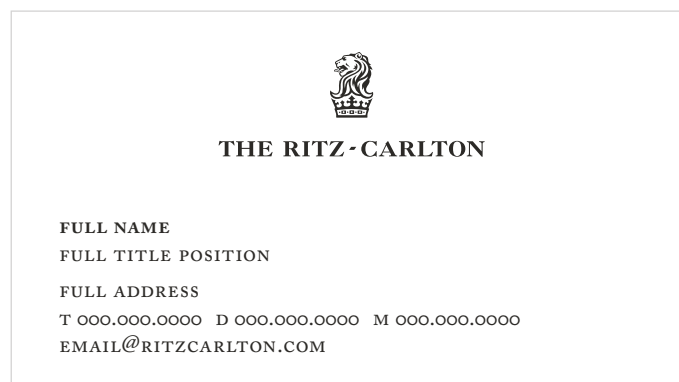 THE RITZ-CARLTON
FULL NAME
FULL TITLE POSITION
FULL ADDRESS
T 000.000.0000 D 000.000.0000 M 000.000.0000
EMAIL@RITZCARLTON.COM